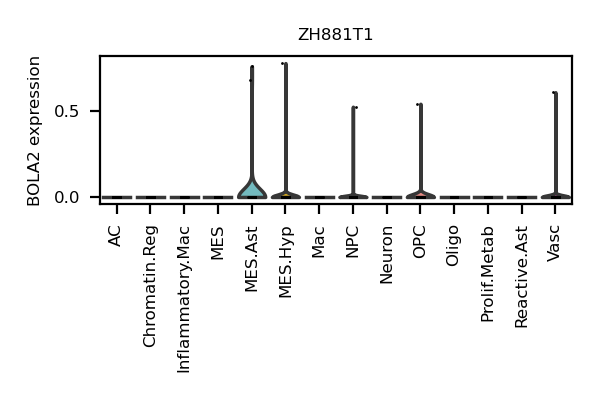 ZH881T1
BOLA2 expression
0.5
0.0
AC
Chromatin.Reg
Inflammatory.Mac
MES
MES.Ast
MES.Hyp
Mac
NPC
Neuron
OPC
Oligo
Prolif.Metab
Reactive.Ast
Vasc